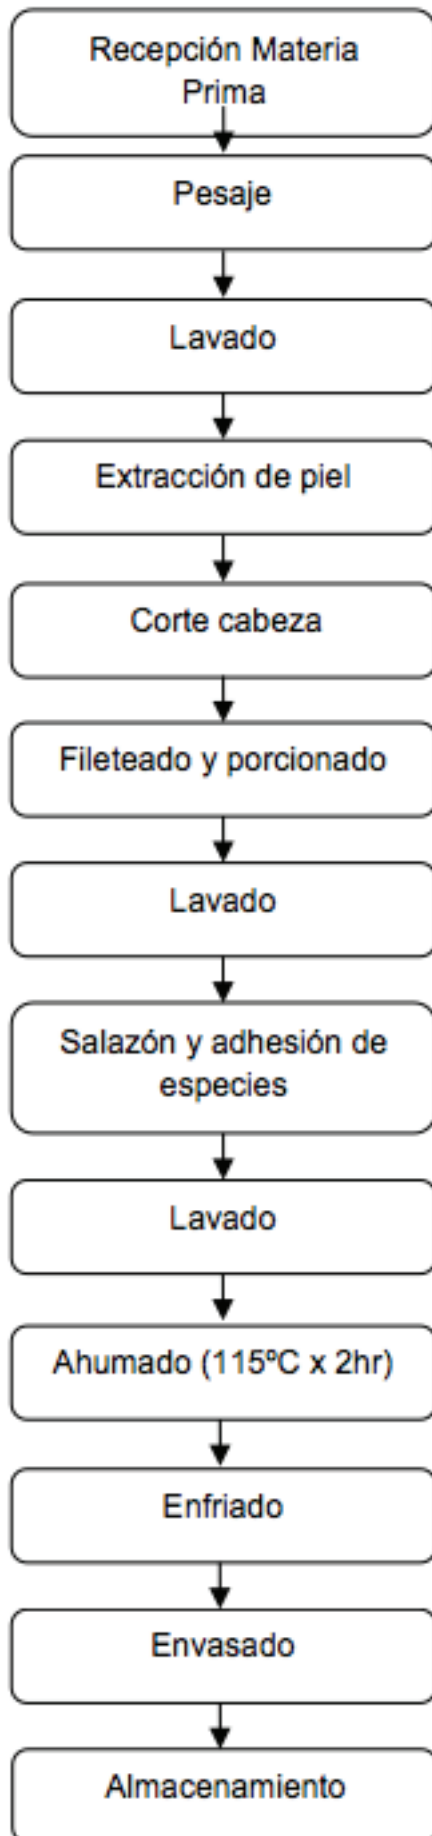 Recepción Materia
Prima
Pesaje
Lavado
Extracción de piel
Corte cabeza
Fileteado y porcionado
Lavado
Salazón y adhesión de
especies
Lavado
Ahumado (115ºC x 2hr)
Enfriado
Envasado
Almacenamiento